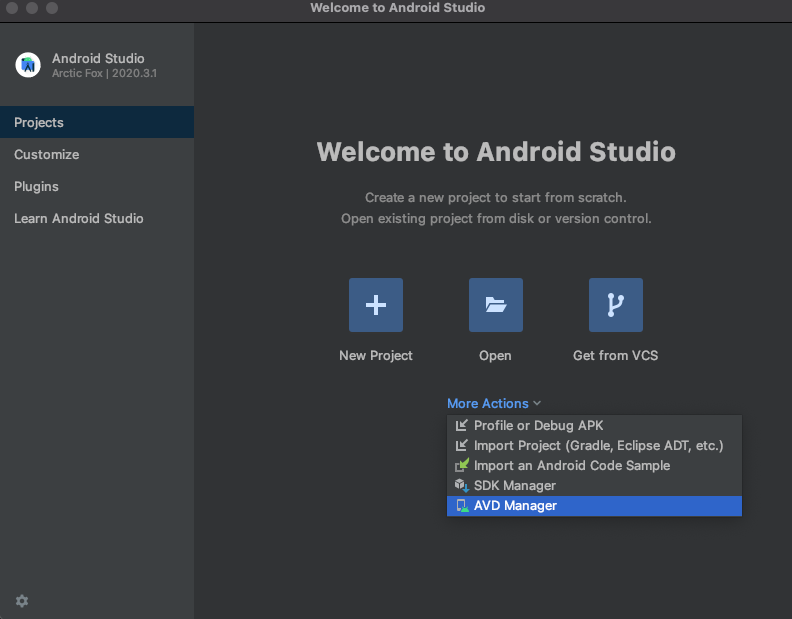 Welcome to Android Studio
Android Studio
Arctic Fox | 2020.3.1
Projects
Customize
Plugins
Learn Android Studio
Welcome to Android Studio
Create a new project to start from scratch.
Open existing project from disk or version control.
New Project
Open
Get from VCS
More Actions
Profile or Debug APK
Import Project (Gradle, Eclipse ADT, etc.)
Import an Android Code Sample
SDK Manager
AVD Manager